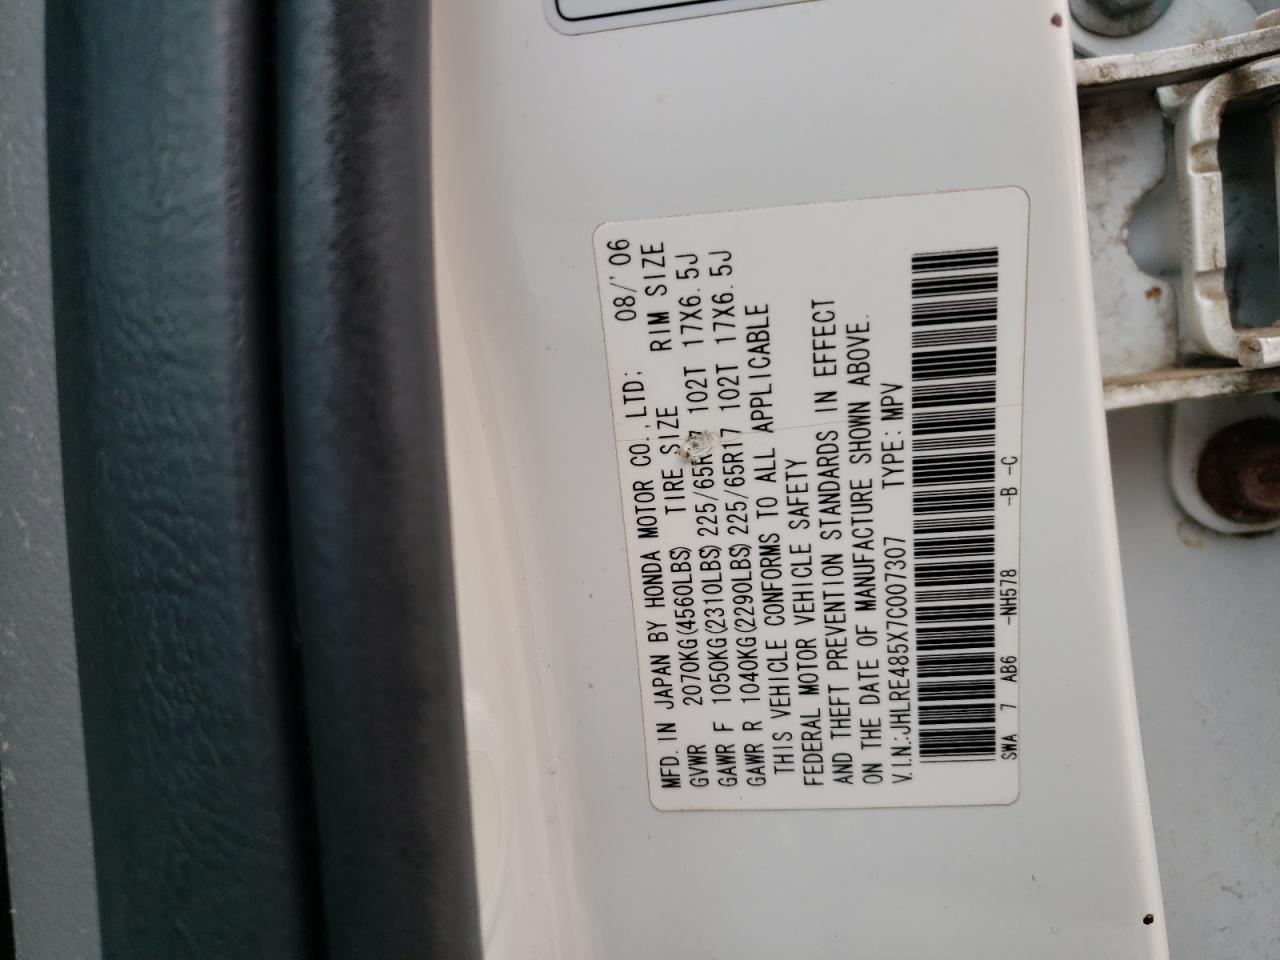 MFD. IN JAPAN BY HONDA MOTOR CO.,LTD; 08/'06
GVWR 2070KG(4560LBS) TIRE SIZE RIM SIZE
GAWR F 1050KG(2310LBS) 225/65R17 102T 17X6.5J
GAWR R 1040KG(2290LBS) 225/65R17 102T 17X6.5J
THIS VEHICLE CONFORMS TO ALL APPLICABLE
FEDERAL MOTOR VEHICLE SAFETY
AND THEFT PREVENTION STANDARDS IN EFFECT
ON THE DATE OF MANUFACTURE SHOWN ABOVE.
V.I.N.:JHLRE485X7C007307 TYPE:MPV
SWA 7 AB6 -NH578 -B -C